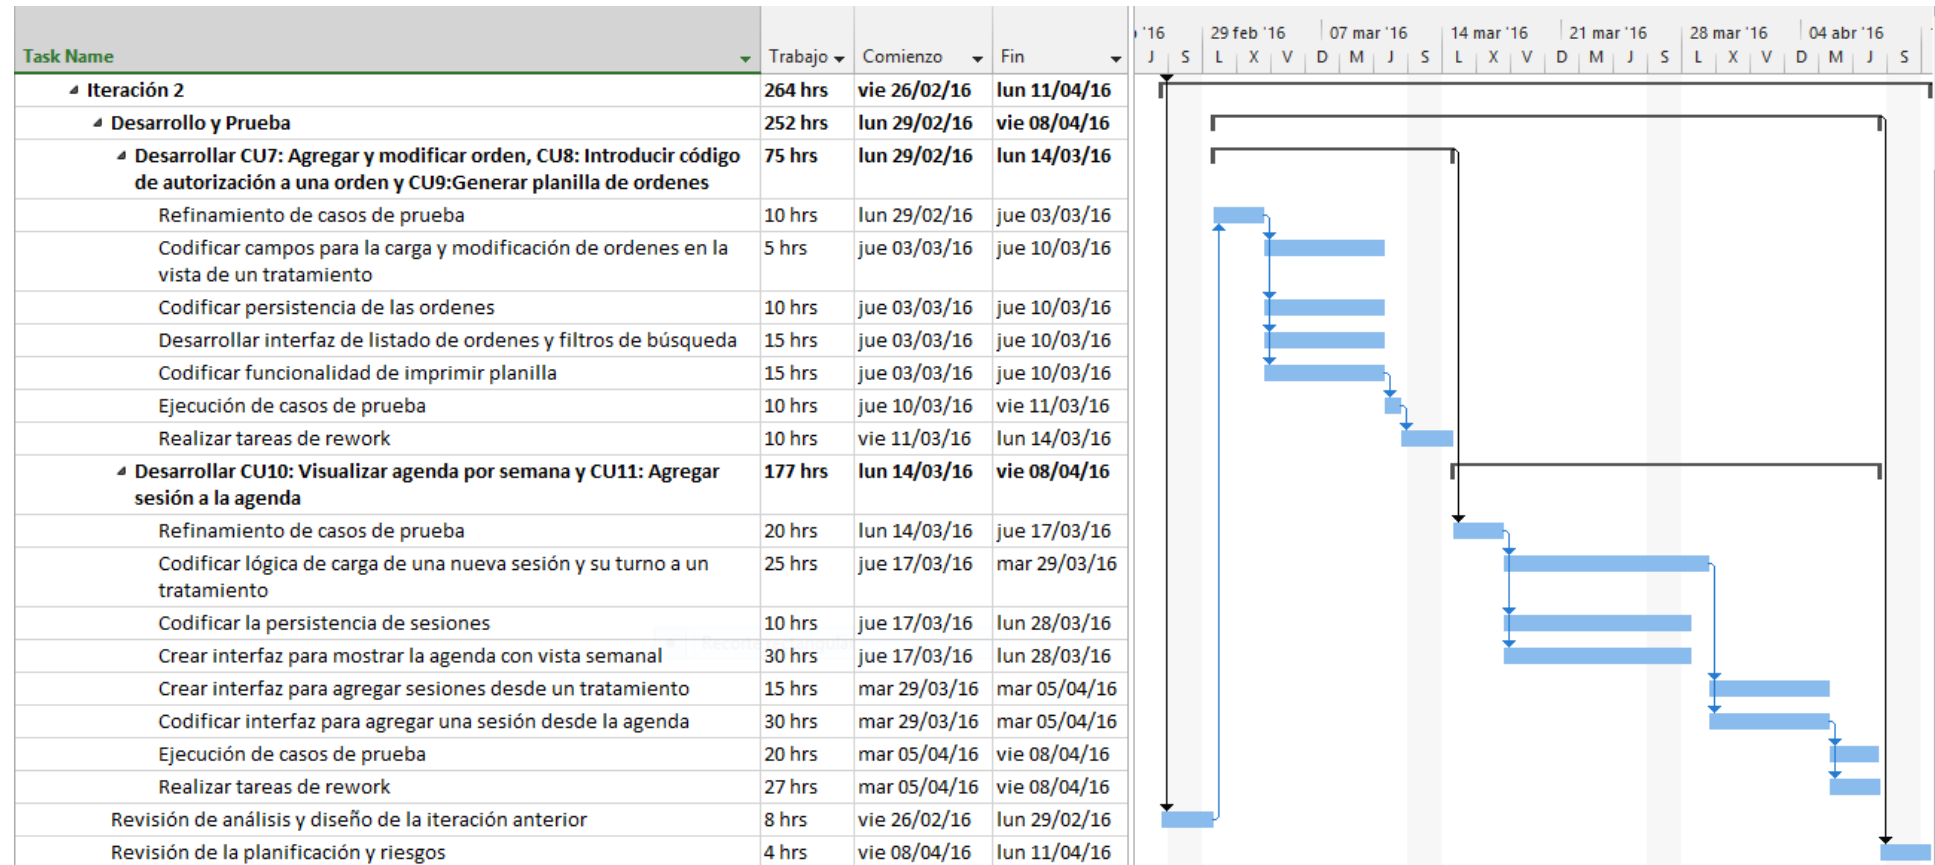 '16 29 feb '16 07 mar '16 14 mar '16 21 mar '16 28 mar '16 04 abr '16
Task Name Trabajo Comienzo Fin J S L X V D M J S L X V D M J S L X V D M J S
Iteración 2 264 hrs vie 26/02/16 lun 11/04/16
Desarrollo y Prueba 252 hrs lun 29/02/16 vie 08/04/16
Desarrollar CU7: Agregar y modificar orden, CU8: Introducir código 75 hrs lun 29/02/16 lun 14/03/16
de autorización a una orden y CU9:Generar planilla de ordenes
Refinamiento de casos de prueba 10 hrs lun 29/02/16 jue 03/03/16
Codificar campos para la carga y modificación de ordenes en la 5 hrs jue 03/03/16 jue 10/03/16
vista de un tratamiento
Codificar persistencia de las ordenes 10 hrs jue 03/03/16 jue 10/03/16
Desarrollar interfaz de listado de ordenes y filtros de búsqueda 15 hrs jue 03/03/16 jue 10/03/16
Codificar funcionalidad de imprimir planilla 15 hrs jue 03/03/16 jue 10/03/16
Ejecución de casos de prueba 10 hrs jue 10/03/16 vie 11/03/16
Realizar tareas de rework 10 hrs vie 11/03/16 lun 14/03/16
Desarrollar CU10: Visualizar agenda por semana y CU11: Agregar 177 hrs lun 14/03/16 vie 08/04/16
sesión a la agenda
Refinamiento de casos de prueba 20 hrs lun 14/03/16 jue 17/03/16
Codificar lógica de carga de una nueva sesión y su turno a un 25 hrs jue 17/03/16 mar 29/03/16
tratamiento
Codificar la persistencia de sesiones 10 hrs jue 17/03/16 lun 28/03/16
Crear interfaz para mostrar la agenda con vista semanal 30 hrs jue 17/03/16 lun 28/03/16
Crear interfaz para agregar sesiones desde un tratamiento 15 hrs mar 29/03/16 mar 05/04/16
Codificar interfaz para agregar una sesión desde la agenda 30 hrs mar 29/03/16 mar 05/04/16
Ejecución de casos de prueba 20 hrs mar 05/04/16 vie 08/04/16
Realizar tareas de rework 27 hrs mar 05/04/16 vie 08/04/16
Revisión de análisis y diseño de la iteración anterior 8 hrs vie 26/02/16 lun 29/02/16
Revisión de la planificación y riesgos 4 hrs vie 08/04/16 lun 11/04/16